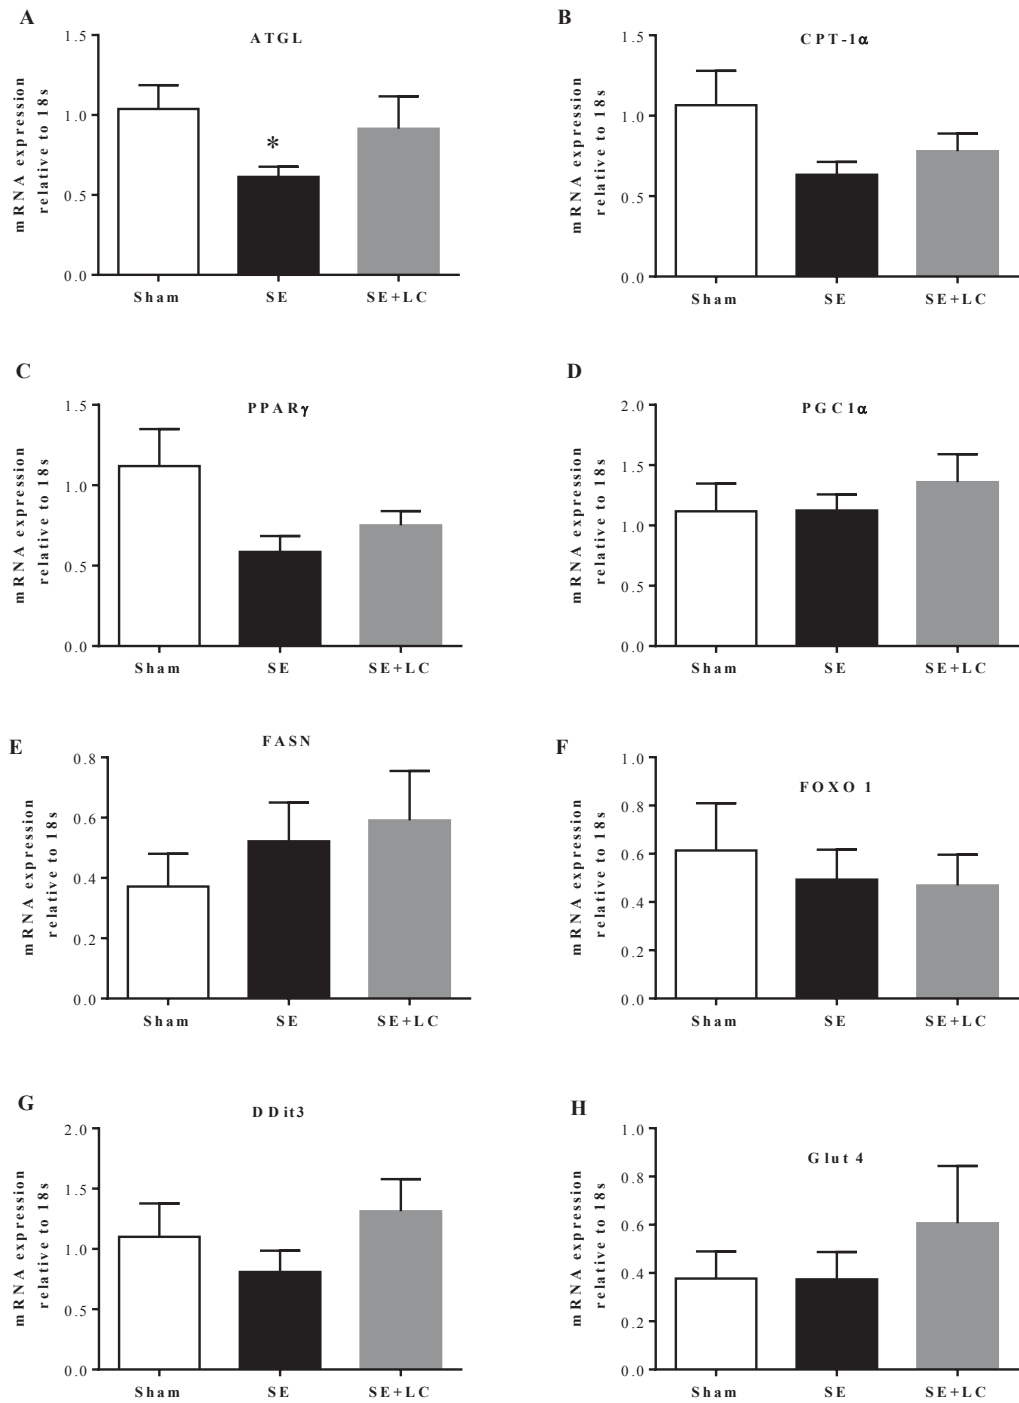 A
ATGL
mRNA expression
relative to 18s
1.5
1.0
*
0.5
0.0
Sham SE SE+LC
B
CPT-1α
mRNA expression
relative to 18s
1.5
1.0
0.5
0.0
Sham SE SE+LC
C
PPARγ
mRNA expression
relative to 18s
1.5
1.0
0.5
0.0
Sham SE SE+LC
D
PGC1α
mRNA expression
relative to 18s
2.0
1.5
1.0
0.5
0.0
Sham SE SE+LC
E
FASN
mRNA expression
relative to 18s
0.8
0.6
0.4
0.2
0.0
Sham SE SE+LC
F
FOXO 1
mRNA expression
relative to 18s
1.0
0.8
0.6
0.4
0.2
0.0
Sham SE SE+LC
G
DDit3
mRNA expression
relative to 18s
2.0
1.5
1.0
0.5
0.0
Sham SE SE+LC
H
Glut 4
mRNA expression
relative to 18s
1.0
0.8
0.6
0.4
0.2
0.0
Sham SE SE+LC